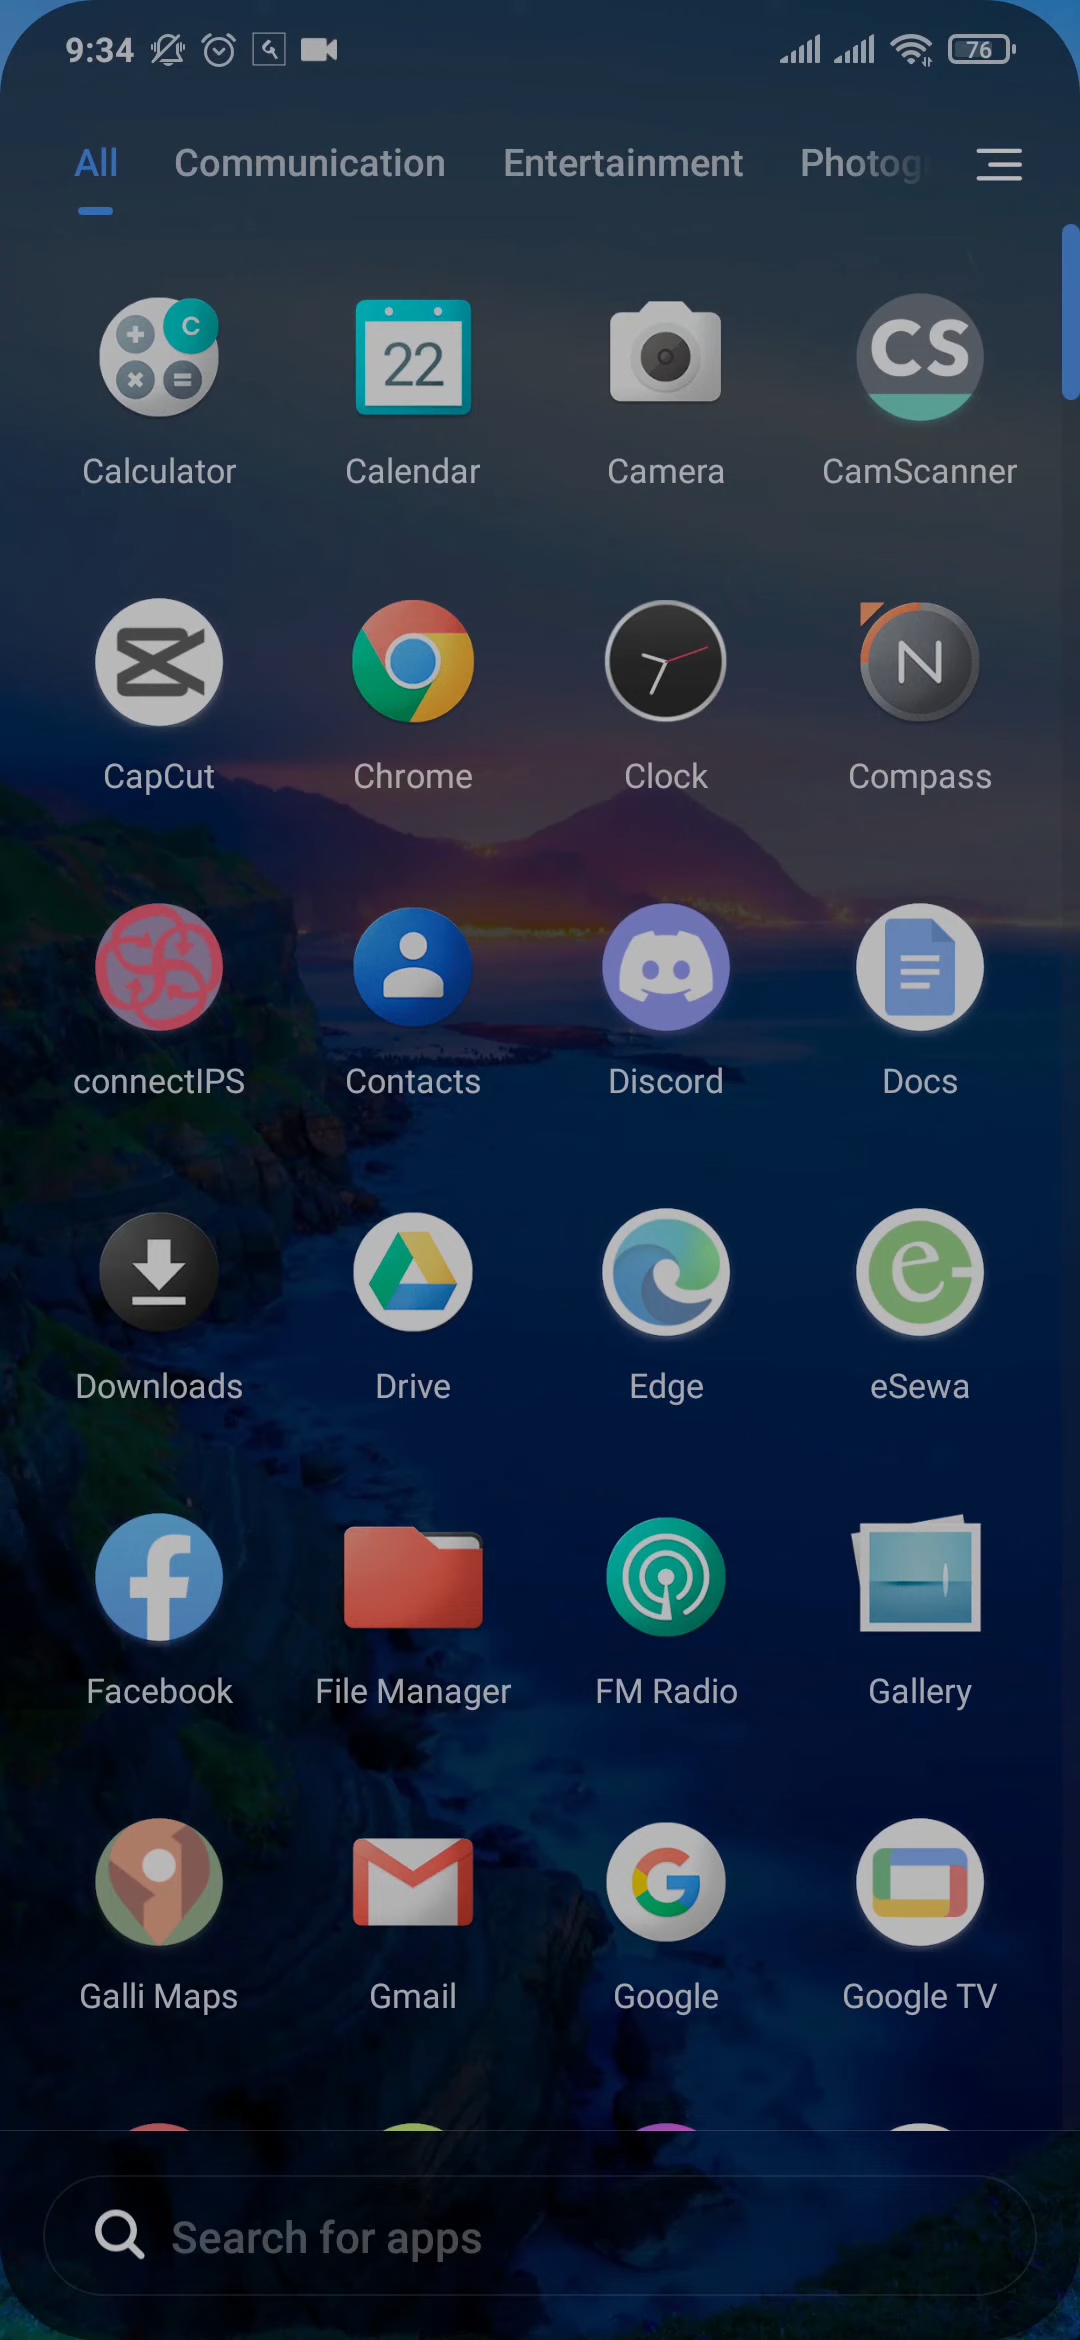 9:34 76
All Communication Entertainment Photog
C 22 CS
Calculator Calendar Camera CamScanner
N
CapCut Chrome Clock Compass
connectIPS Contacts Discord Docs
e
Downloads Drive Edge eSewa
f
Facebook File Manager FM Radio Gallery
G
Galli Maps Gmail Google Google TV
Search for apps